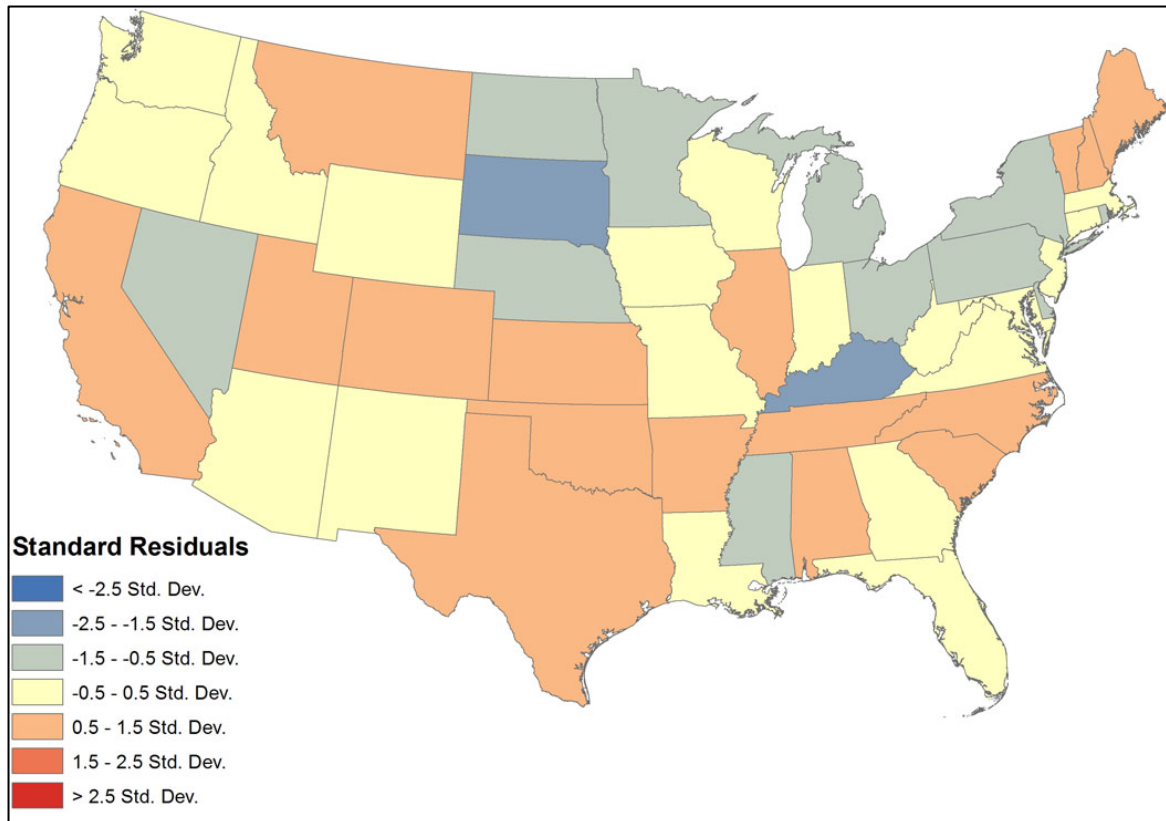 Standard Residuals
< -2.5 Std. Dev.
-2.5 - -1.5 Std. Dev.
-1.5 - -0.5 Std. Dev.
-0.5 - 0.5 Std. Dev.
0.5 - 1.5 Std. Dev.
1.5 - 2.5 Std. Dev.
> 2.5 Std. Dev.